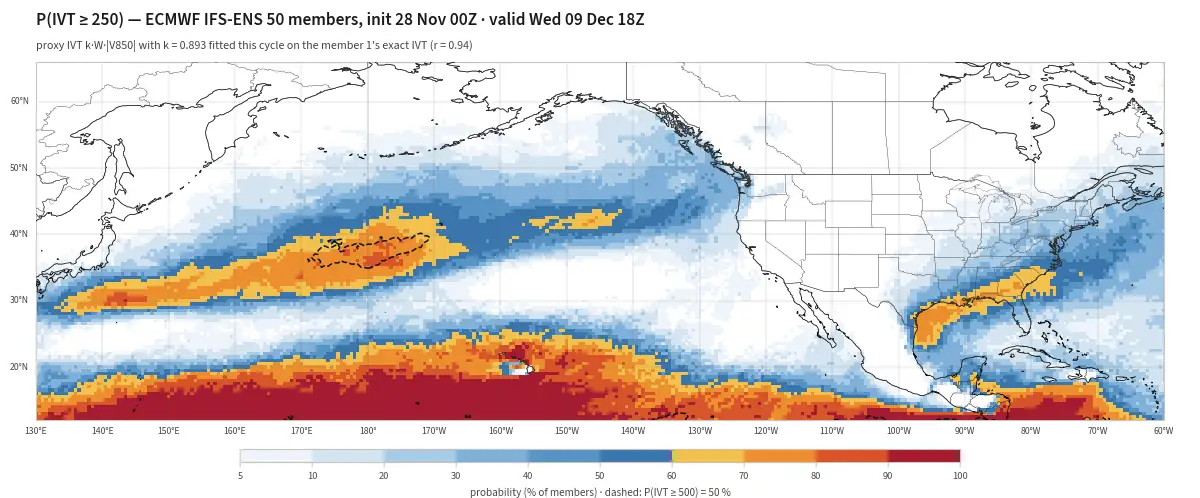 P(IVT ≥ 250) — ECMWF IFS-ENS 50 members, init 28 Nov 00Z · valid Wed 09 Dec 18Z
proxy IVT k·W·|V850| with k = 0.893 fitted this cycle on the member 1's exact IVT (r = 0.94)
60°N
50°N
40°N
30°N
20°N
130°E 140°E 150°E 160°E 170°E 180° 170°W 160°W 150°W 140°W 130°W 120°W 110°W 100°W 90°W 80°W 70°W 60°W
5 10 20 30 40 50 60 70 80 90 100
probability (% of members) · dashed: P(IVT ≥ 500) = 50 %